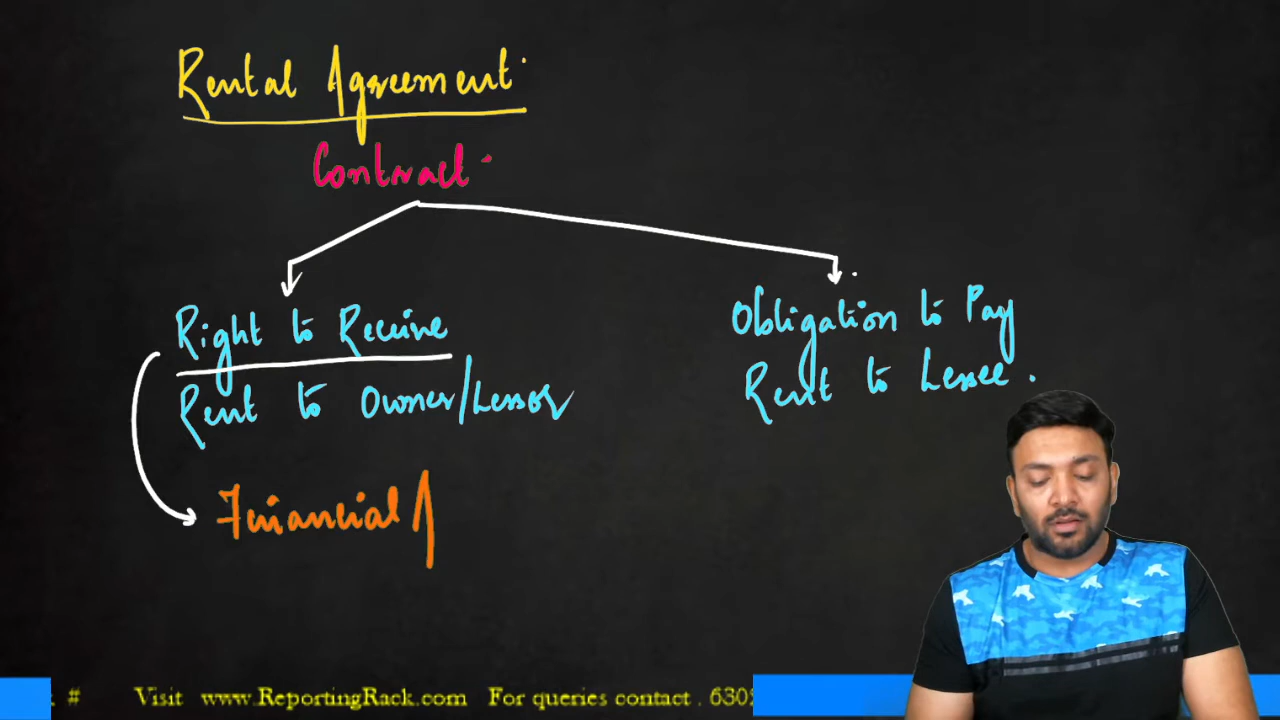 Rental Agreement
Contract
Right to Receive
Rent to Owner/Lessor
Obligation to Pay
Rent to Lessee.
Financial
# Visit www.ReportingRack.com For queries contact . 630